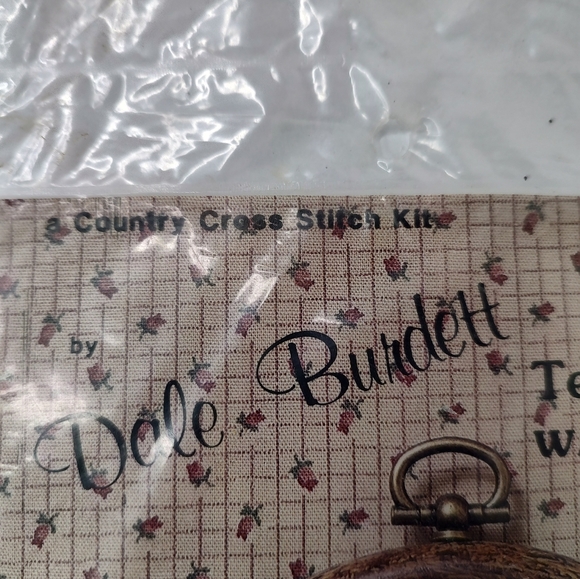 a Country Cross Stitch Kit
by
Dale Burdett